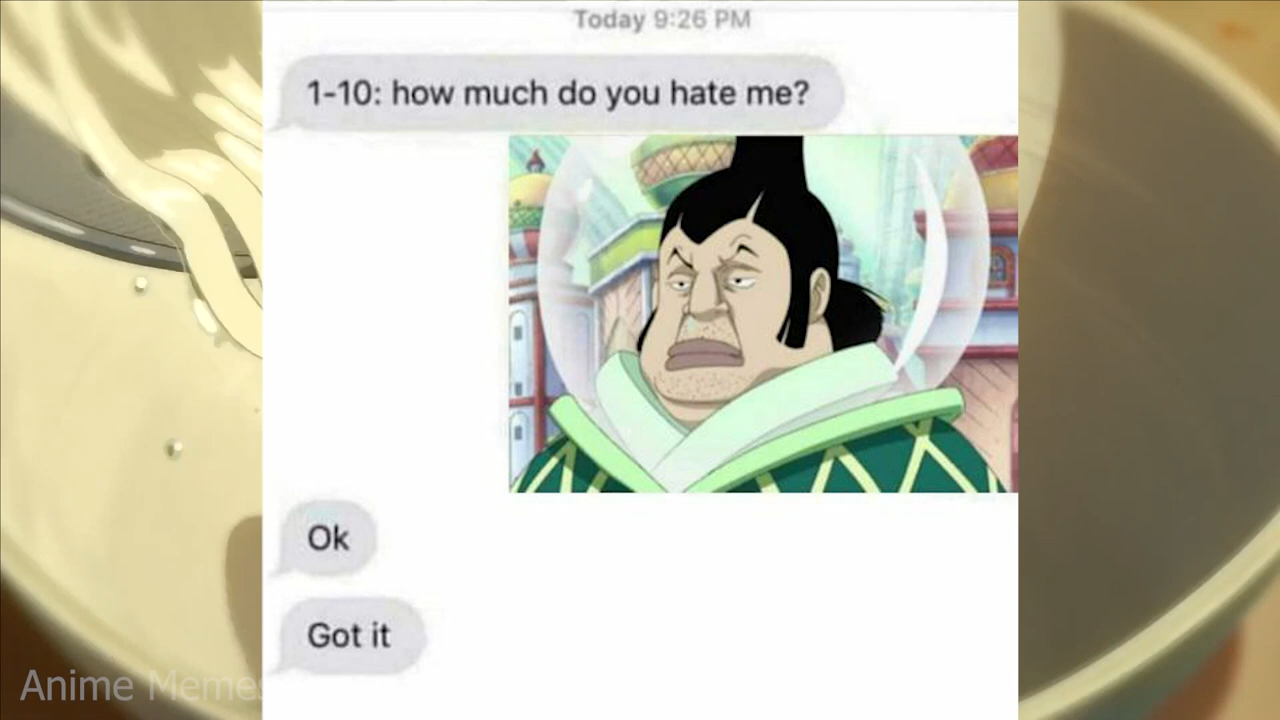 Today 9:26 PM
1-10: how much do you hate me?
Ok
Got it
Anime Memes